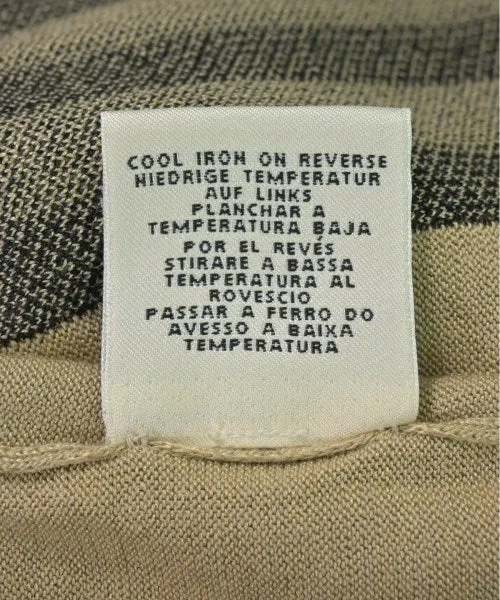 COOL IRON ON REVERSE
NIEDRIGE TEMPERATUR
AUF LINKS
PLANCHAR A
TEMPERATURA BAJA
POR EL REVÉS
STIRARE A BASSA
TEMPERATURA AL
ROVESCIO
PASSAR A FERRO DO
AVESSO A BAIXA
TEMPERATURA